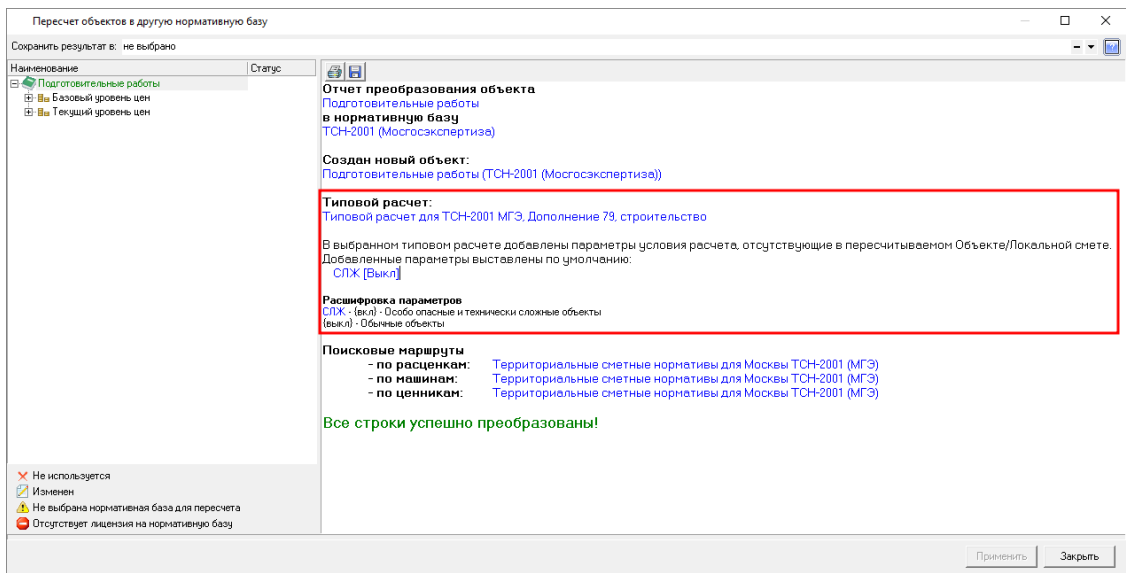 Пересчет объектов в другую нормативную базу
Сохранить результат в: не выбрано
Наименование Статус
Подготовительные работы
Базовый уровень цен
Текущий уровень цен
Отчет преобразования объекта
Подготовительные работы
в нормативную базу
ТСН-2001 (Мосгосэкспертиза)
Создан новый объект:
Подготовительные работы (ТСН-2001 (Мосгосэкспертиза))
Типовой расчет:
Типовой расчет для ТСН-2001 МГЭ, Дополнение 79, строительство
В выбранном типовом расчете добавлены параметры условия расчета, отсутствующие в пересчитываемом Объекте/Локальной смете.
Добавленные параметры выставлены по умолчанию:
СЛЖ [Выкл]
Расшифровка параметров
СЛЖ - {вкл} - Особо опасные и технически сложные объекты
{выкл} - Обычные объекты
Поисковые маршруты
- по расценкам: Территориальные сметные нормативы для Москвы ТСН-2001 (МГЭ)
- по машинам: Территориальные сметные нормативы для Москвы ТСН-2001 (МГЭ)
- по ценникам: Территориальные сметные нормативы для Москвы ТСН-2001 (МГЭ)
Все строки успешно преобразованы!
Не используется
Изменен
Не выбрана нормативная база для пересчета
Отсутствует лицензия на нормативную базу
Применить Закрыть